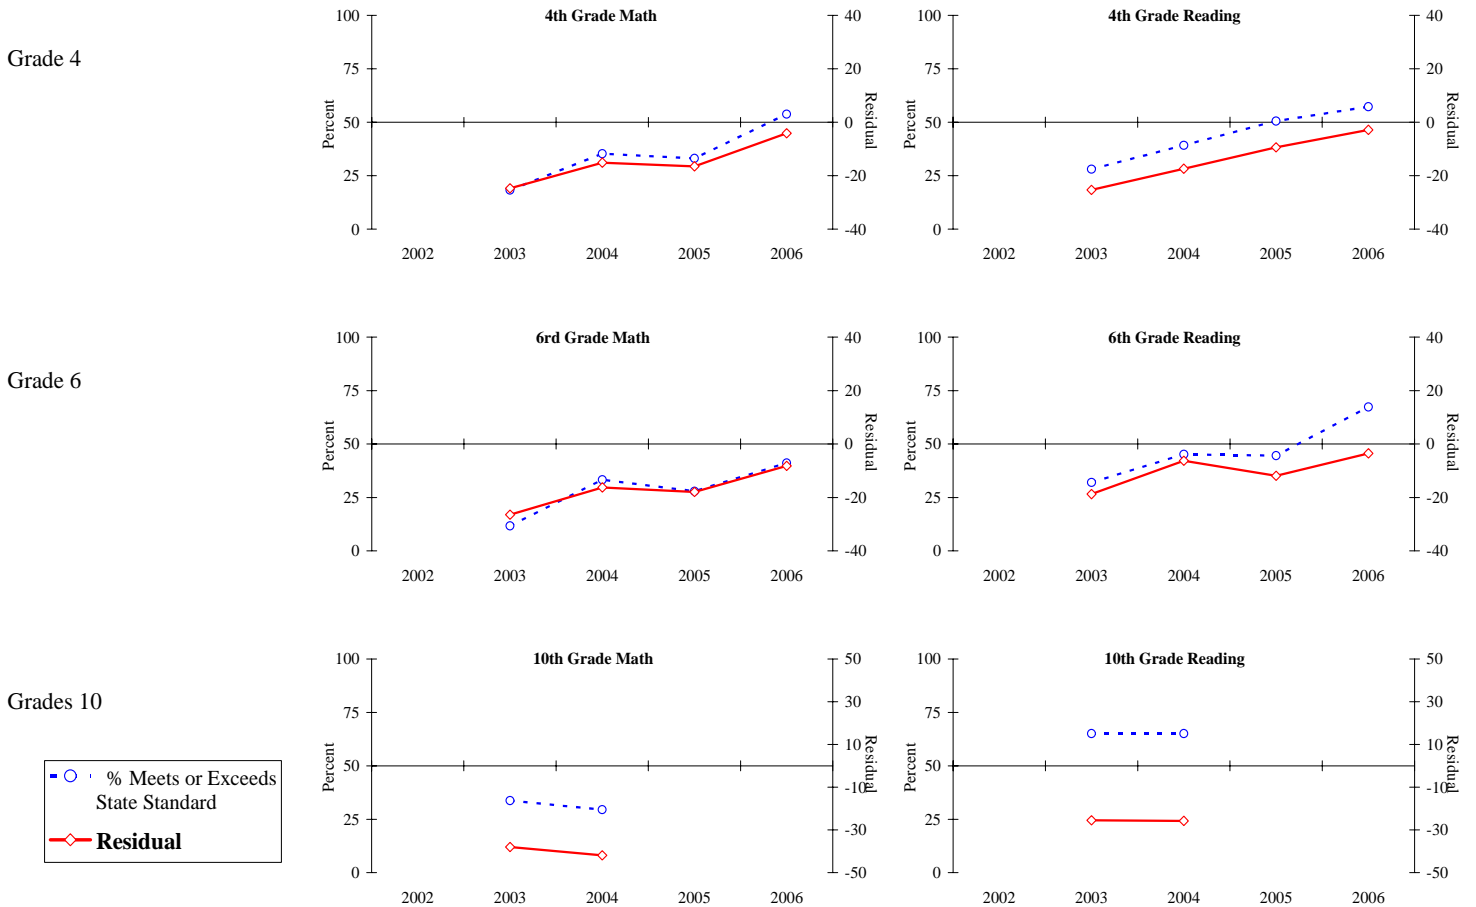 Grade 4
4th Grade Math
100
75
50
25
0
Percent
40
20
0
-20
-40
Residual
2002 2003 2004 2005 2006
4th Grade Reading
100
75
50
25
0
Percent
40
20
0
-20
-40
Residual
2002 2003 2004 2005 2006
Grade 6
6rd Grade Math
100
75
50
25
0
Percent
40
20
0
-20
-40
Residual
2002 2003 2004 2005 2006
6th Grade Reading
100
75
50
25
0
Percent
40
20
0
-20
-40
Residual
2002 2003 2004 2005 2006
Grades 10
% Meets or Exceeds
State Standard
Residual
10th Grade Math
100
75
50
25
0
Percent
50
30
10
-10
-30
-50
Residual
2002 2003 2004 2005 2006
10th Grade Reading
100
75
50
25
0
Percent
50
30
10
-10
-30
-50
Residual
2002 2003 2004 2005 2006